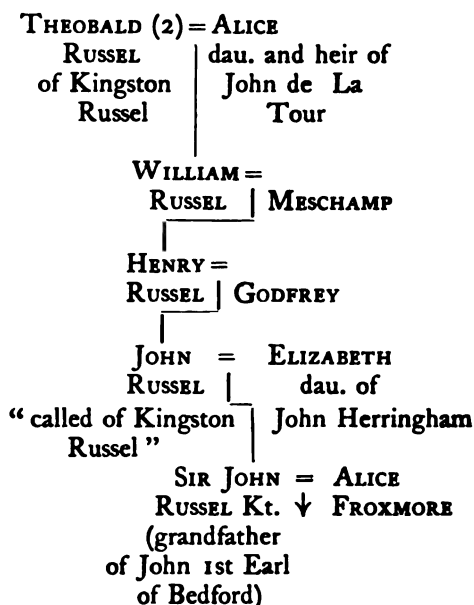 THEOBALD (2) = ALICE
RUSSEL dau. and heir of
of Kingston John de La
Russel Tour
WILLIAM =
RUSSEL MESCHAMP
HENRY =
RUSSEL GODFREY
JOHN = ELIZABETH
RUSSEL dau. of
“called of Kingston John Herringham
Russel”
SIR JOHN = ALICE
RUSSEL KT. FROXMORE
(grandfather
of John 1st Earl
of Bedford)